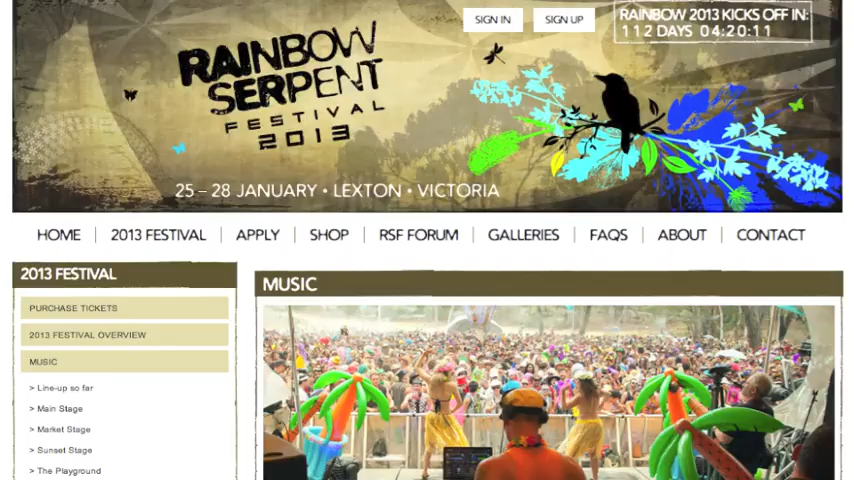 SIGN IN
SIGN UP
RAINBOW 2013 KICKS OFF IN:
112 DAYS 04:20:11
RAINBOW
SERPENT
FESTIVAL
2013
25 – 28 JANUARY • LEXTON • VICTORIA
HOME
2013 FESTIVAL
APPLY
SHOP
RSF FORUM
GALLERIES
FAQS
ABOUT
CONTACT
2013 FESTIVAL
PURCHASE TICKETS
2013 FESTIVAL OVERVIEW
MUSIC
> Line-up so far
> Main Stage
> Market Stage
> Sunset Stage
> The Playground
MUSIC